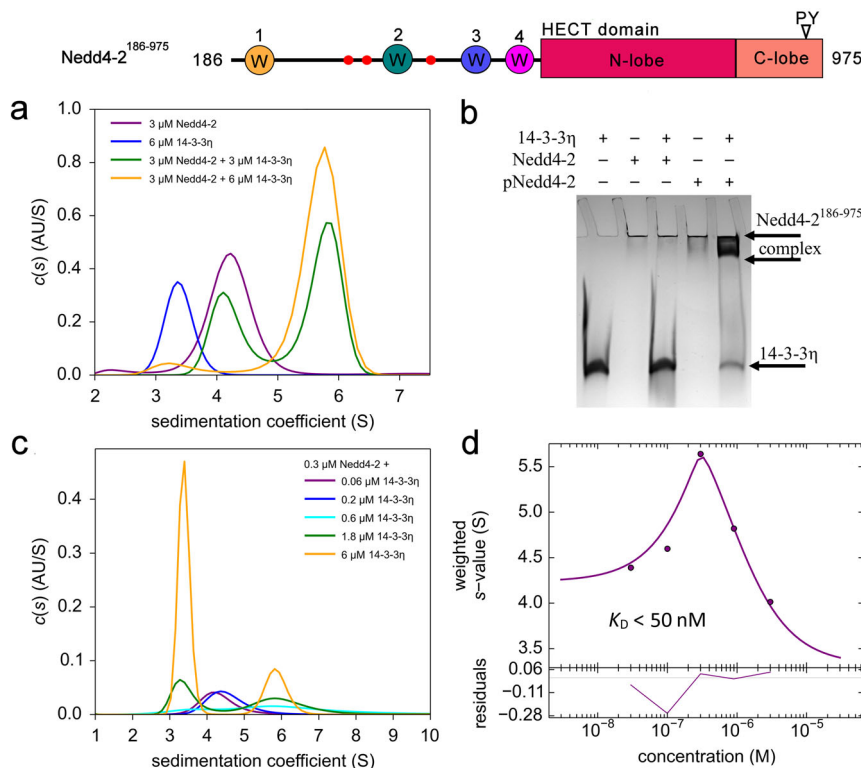 Nedd4-2186-975 186 1 W 2 W 3 W 4 W HECT domain N-lobe PY C-lobe 975
a
3 µM Nedd4-2
6 µM 14-3-3η
3 µM Nedd4-2 + 3 µM 14-3-3η
3 µM Nedd4-2 + 6 µM 14-3-3η
c(s) (AU/S)
1.0
0.8
0.6
0.4
0.2
0.0
2 3 4 5 6 7
sedimentation coefficient (S)
b
14-3-3η + − + − +
Nedd4-2 − + + − −
pNedd4-2 − − − + +
Nedd4-2186-975
complex
14-3-3η
c
0.3 µM Nedd4-2 +
0.06 µM 14-3-3η
0.2 µM 14-3-3η
0.6 µM 14-3-3η
1.8 µM 14-3-3η
6 µM 14-3-3η
c(s) (AU/S)
0.4
0.3
0.2
0.1
0.0
1 2 3 4 5 6 7 8 9 10
sedimentation coefficient (S)
d
weighted
s−value (S)
5.5
5.0
4.5
4.0
3.5
KD < 50 nM
residuals
0.06
−0.11
−0.28
10−8 10−7 10−6 10−5
concentration (M)